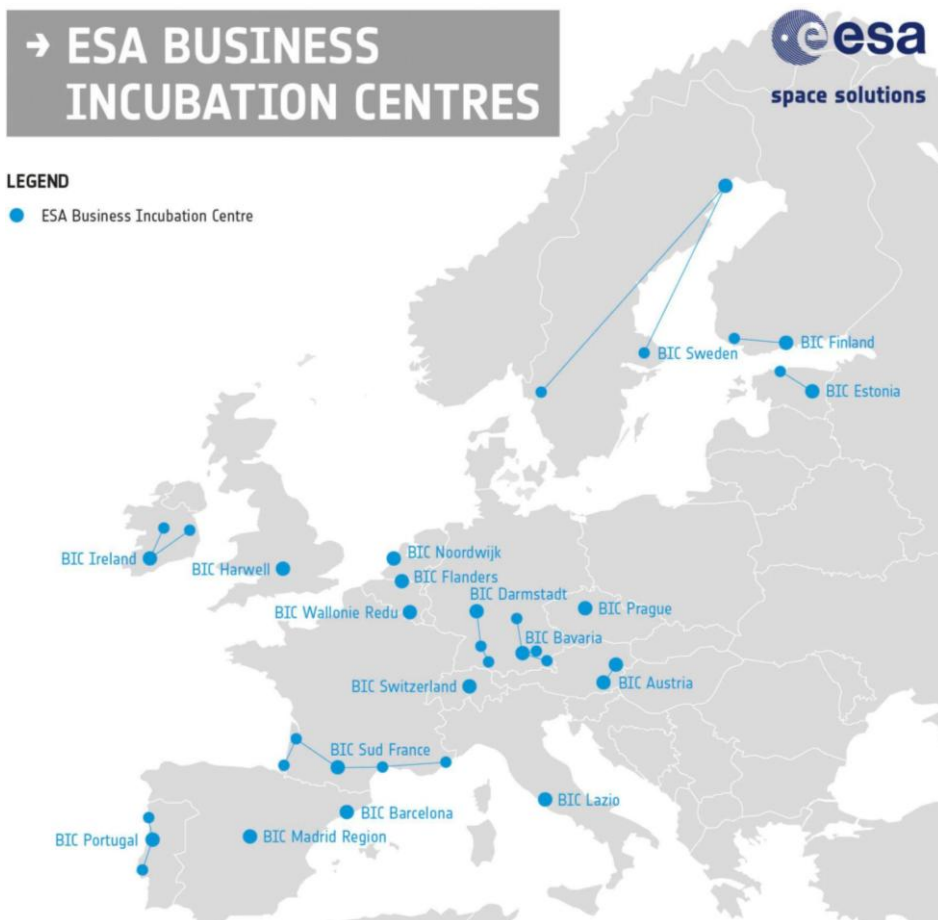 → ESA BUSINESS
INCUBATION CENTRES
esa
space solutions
LEGEND
ESA Business Incubation Centre
BIC Sweden
BIC Finland
BIC Estonia
BIC Ireland
BIC Harwell
BIC Noordwijk
BIC Flanders
BIC Darmstadt
BIC Wallonie Redu
BIC Prague
BIC Bavaria
BIC Switzerland
BIC Austria
BIC Sud France
BIC Lazio
BIC Barcelona
BIC Portugal
BIC Madrid Region